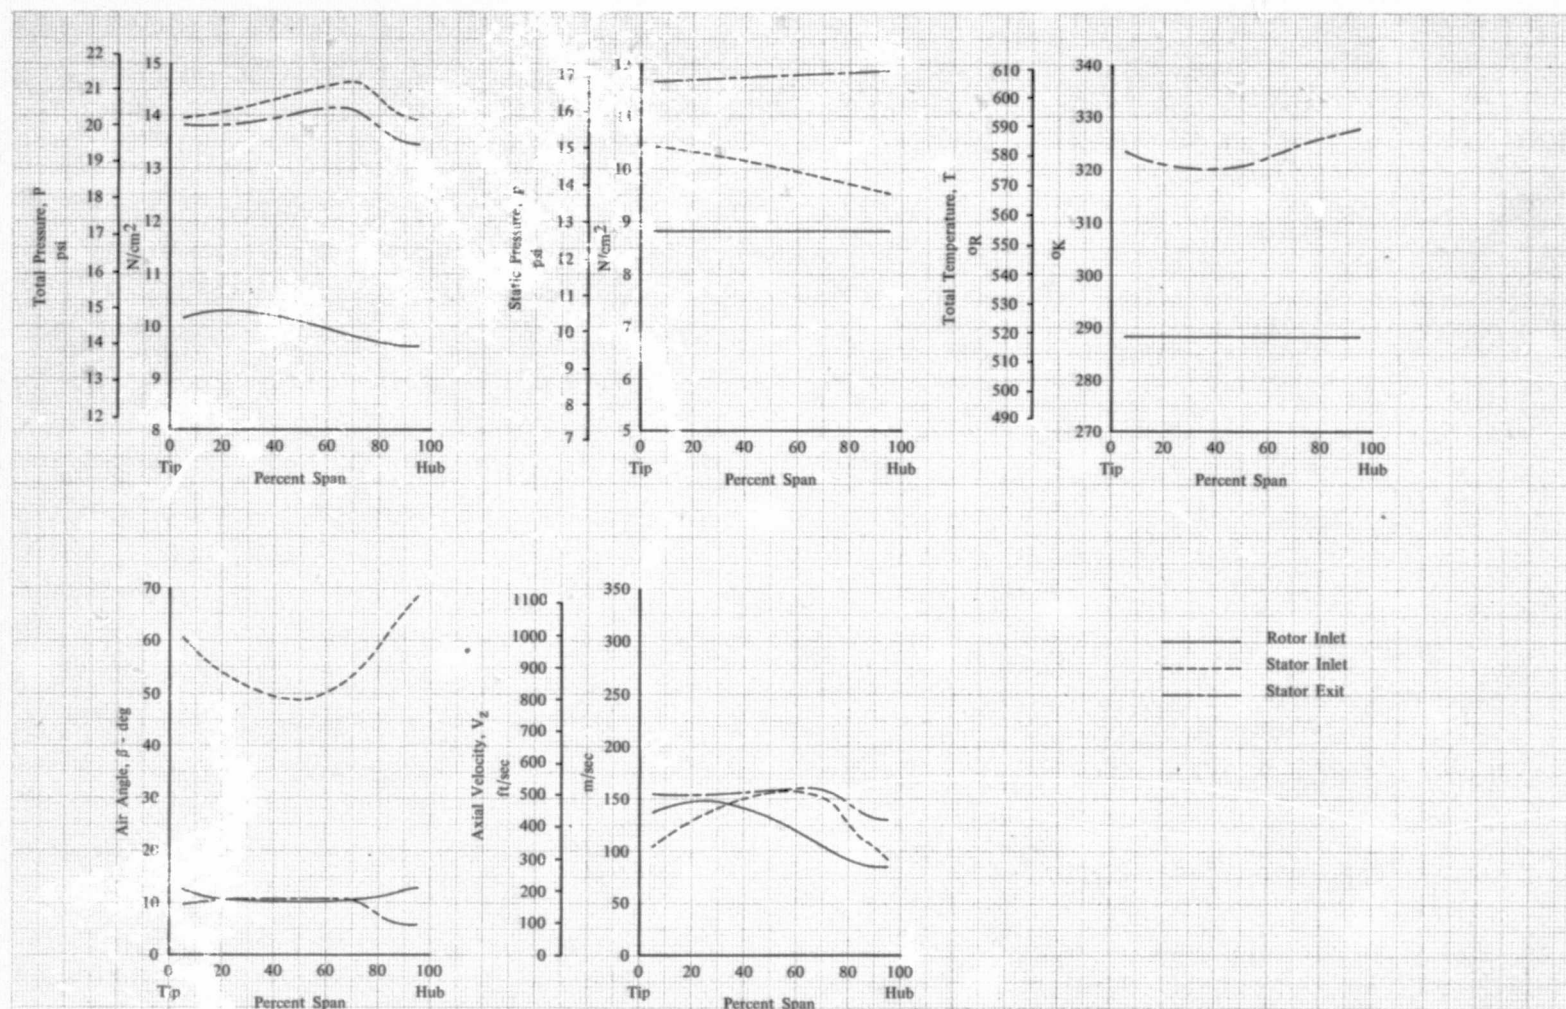 22
21
20
19
18
17
16
15
14
13
12
Total Pressure, P
psi
15
14
13
12
11
10
9
8
N/cm2
0 20 40 60 80 100
Tip Hub
Percent Span
17
16
15
14
13
12
11
10
9
8
7
Static Pressure,
psi
10
9
8
7
6
5
N/cm2
0 20 40 60 80 100
Tip Hub
Percent Span
610
600
590
580
570
560
550
540
530
520
510
500
490
Total Temperature, T
oR
340
330
320
310
300
290
280
270
oK
0 20 40 60 80 100
Tip Hub
Percent Span
70
60
50
40
30
20
10
0
Air Angle, β - deg
0 20 40 60 80 100
Tip Hub
Percent Span
1100
1000
900
800
700
600
500
400
300
200
100
0
Axial Velocity, Vz
ft/sec
350
300
250
200
150
100
50
0
m/sec
0 20 40 60 80 100
Tip Hub
Percent Span
Rotor Inlet
Stator Inlet
Stator Exit